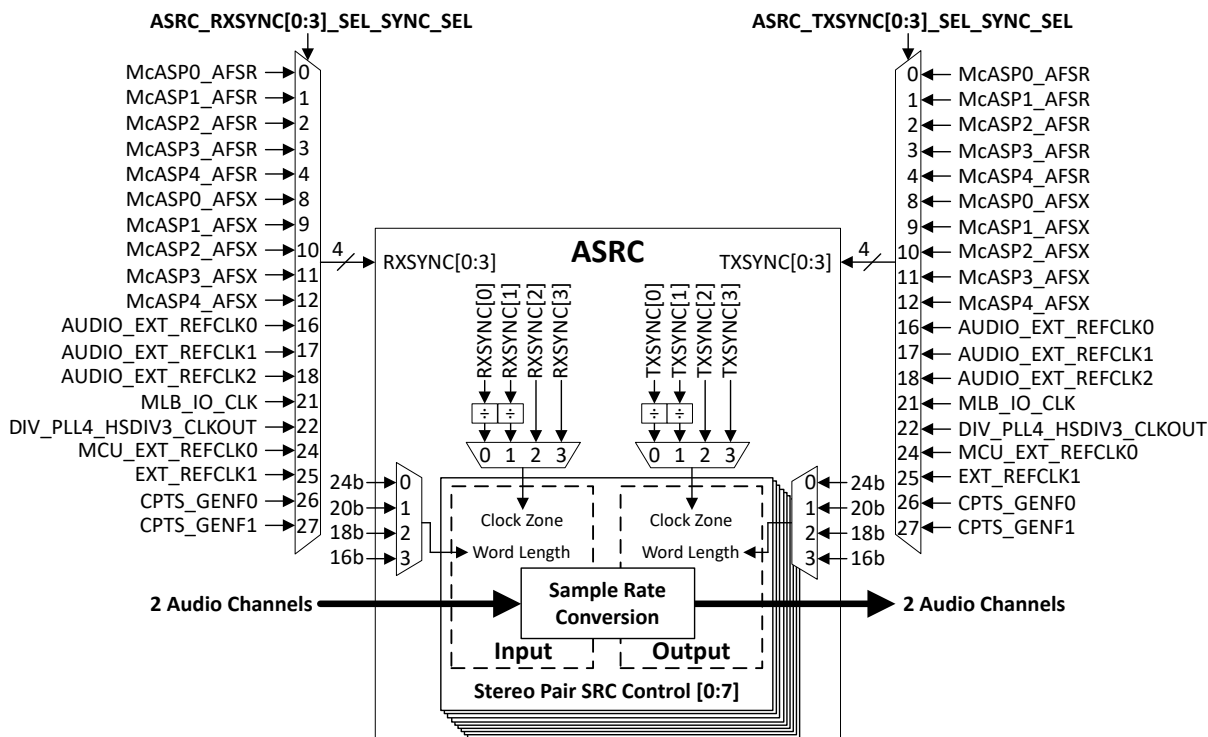 ASRC_RXSYNC[0:3]_SEL_SYNC_SEL
McASP0_AFSR 0
McASP1_AFSR 1
McASP2_AFSR 2
McASP3_AFSR 3
McASP4_AFSR 4
McASP0_AFSX 8
McASP1_AFSX 9
McASP2_AFSX 10
McASP3_AFSX 11
McASP4_AFSX 12
AUDIO_EXT_REFCLK0 16
AUDIO_EXT_REFCLK1 17
AUDIO_EXT_REFCLK2 18
MLB_IO_CLK 21
DIV_PLL4_HSDIV3_CLKOUT 22
MCU_EXT_REFCLK0 24
EXT_REFCLK1 25
CPTS_GENF0 26
CPTS_GENF1 27
4
ASRC_TXSYNC[0:3]_SEL_SYNC_SEL
0 McASP0_AFSR
1 McASP1_AFSR
2 McASP2_AFSR
3 McASP3_AFSR
4 McASP4_AFSR
8 McASP0_AFSX
9 McASP1_AFSX
10 McASP2_AFSX
11 McASP3_AFSX
12 McASP4_AFSX
16 AUDIO_EXT_REFCLK0
17 AUDIO_EXT_REFCLK1
18 AUDIO_EXT_REFCLK2
21 MLB_IO_CLK
22 DIV_PLL4_HSDIV3_CLKOUT
24 MCU_EXT_REFCLK0
25 EXT_REFCLK1
26 CPTS_GENF0
27 CPTS_GENF1
4
ASRC
RXSYNC[0:3]
TXSYNC[0:3]
RXSYNC[0]
RXSYNC[1]
RXSYNC[2]
RXSYNC[3]
÷ ÷
0 1 2 3
TXSYNC[0]
TXSYNC[1]
TXSYNC[2]
TXSYNC[3]
÷ ÷
0 1 2 3
24b 0
20b 1
18b 2
16b 3
0 24b
1 20b
2 18b
3 16b
Clock Zone
Word Length
Clock Zone
Word Length
2 Audio Channels
Sample Rate
Conversion
2 Audio Channels
Input
Output
Stereo Pair SRC Control [0:7]